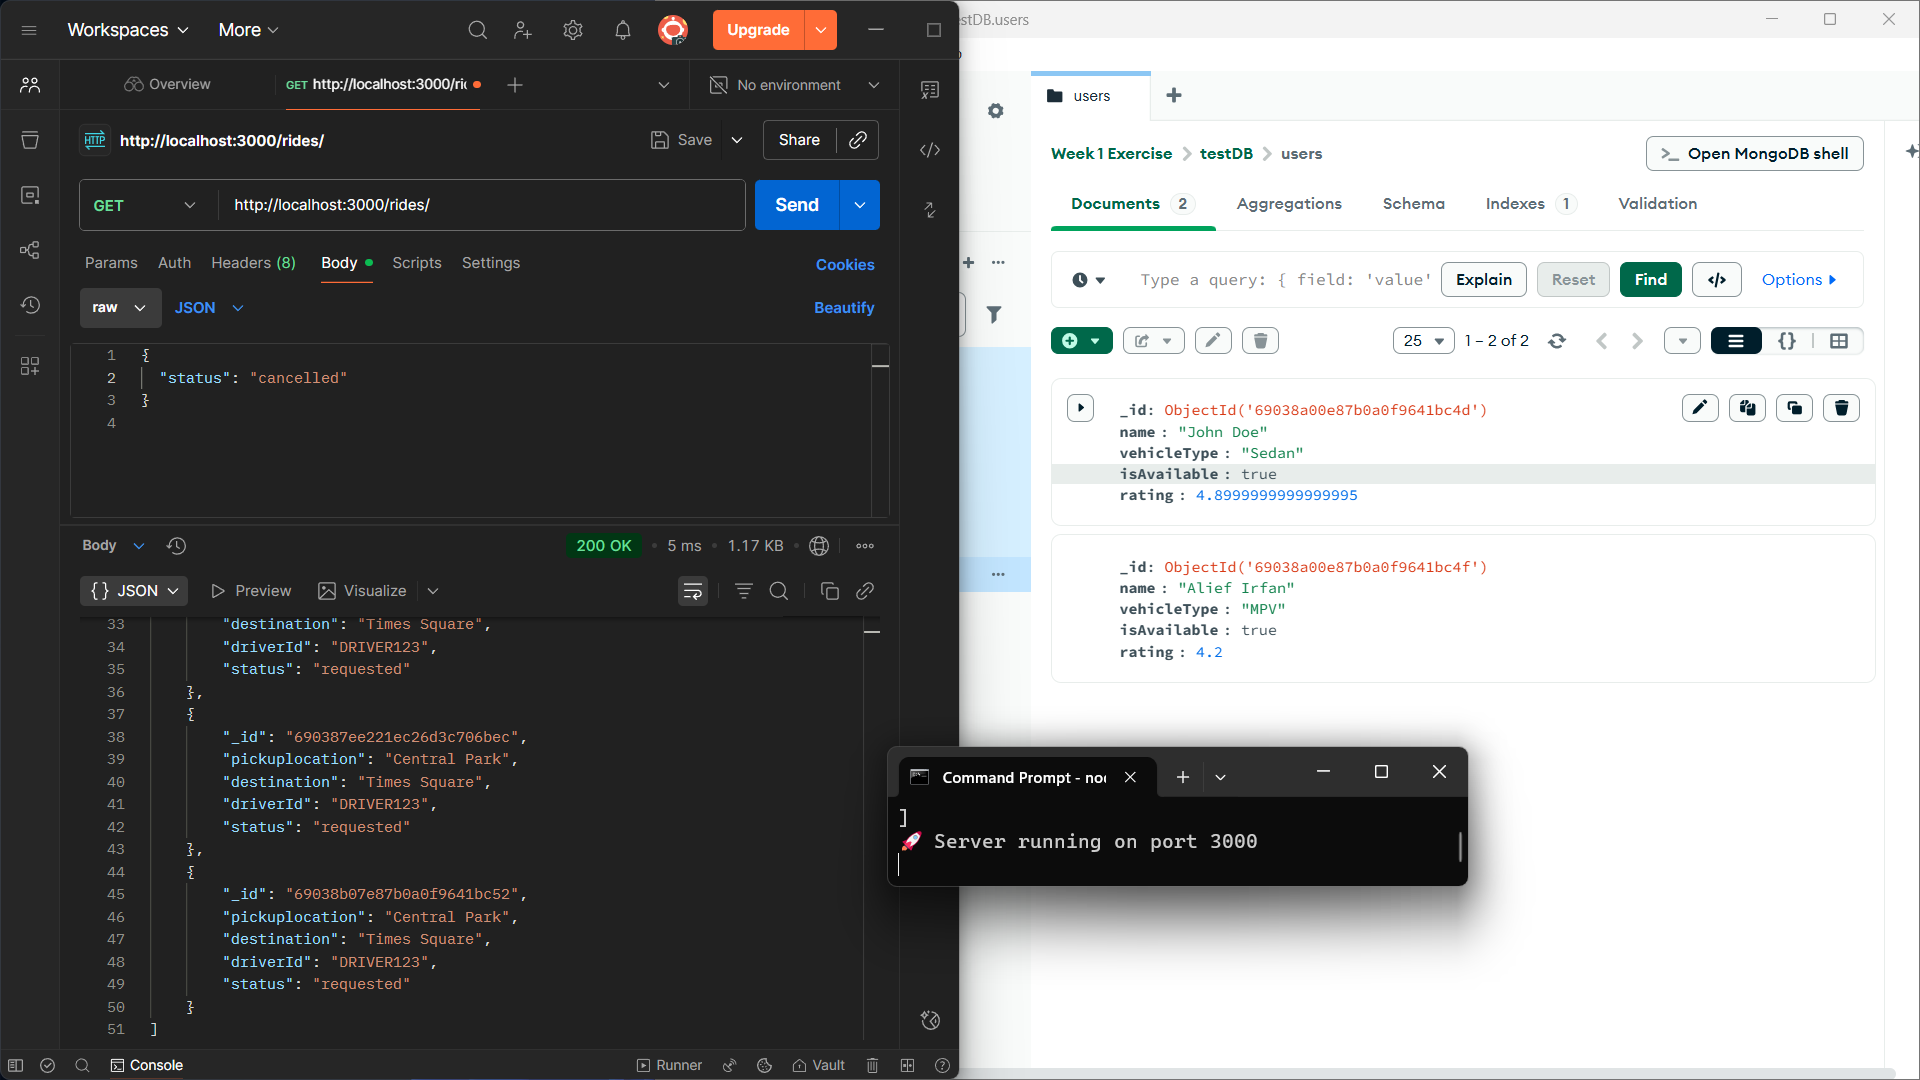 Workspaces
More
Upgrade
Overview
GET http://localhost:3000/ri
No environment
HTTP http://localhost:3000/rides/
Save
Share
GET
http://localhost:3000/rides/
Send
Params
Auth
Headers (8)
Body
Scripts
Settings
Cookies
raw
JSON
Beautify
1 {
2 "status": "cancelled"
3 }
4
Body
200 OK
5 ms
1.17 KB
{} JSON
Preview
Visualize
33 "destination": "Times Square",
34 "driverId": "DRIVER123",
35 "status": "requested"
36 },
37 {
38 "_id": "690387ee221ec26d3c706bec",
39 "pickuplocation": "Central Park",
40 "destination": "Times Square",
41 "driverId": "DRIVER123",
42 "status": "requested"
43 },
44 {
45 "_id": "69038b07e87b0a0f9641bc52",
46 "pickuplocation": "Central Park",
47 "destination": "Times Square",
48 "driverId": "DRIVER123",
49 "status": "requested"
50 }
51 ]
Console
Runner
Vault
stDB.users
users
Week 1 Exercise
testDB
users
>_ Open MongoDB shell
Documents 2
Aggregations
Schema
Indexes 1
Validation
Type a query: { field: 'value'
Explain
Reset
Find
</>
Options
25
1 – 2 of 2
{}
_id: ObjectId('69038a00e87b0a0f9641bc4d')
name : "John Doe"
vehicleType : "Sedan"
isAvailable : true
rating : 4.8999999999999995
_id: ObjectId('69038a00e87b0a0f9641bc4f')
name : "Alief Irfan"
vehicleType : "MPV"
isAvailable : true
rating : 4.2
Command Prompt - no
]
🚀 Server running on port 3000